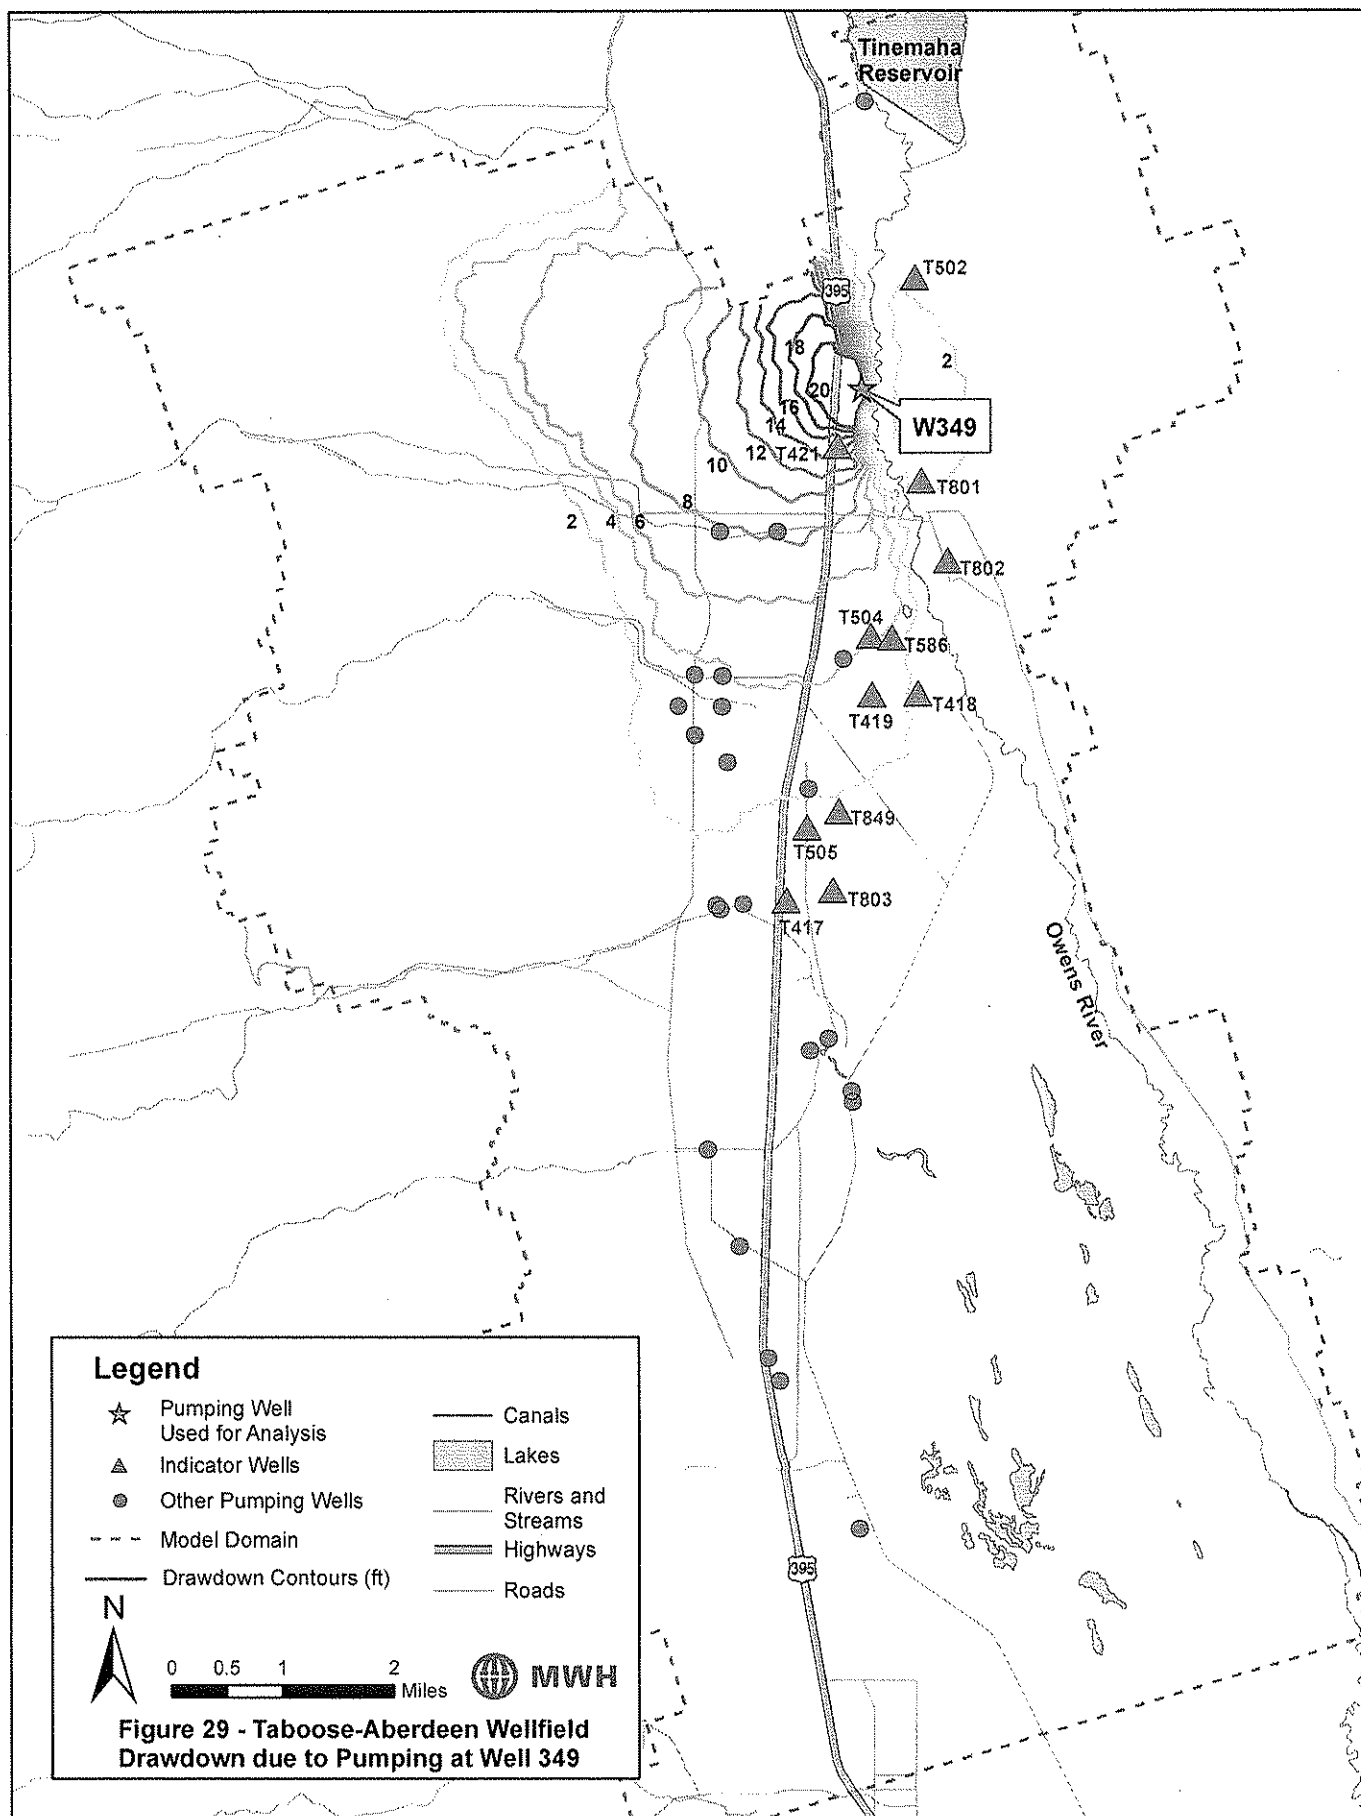 Tinemaha
Reservoir
395
T502
2
18
20
W349
16
14
T421
12
10
T801
8
2
4
6
T802
T504
T586
T419
T418
T849
T505
T803
T417
Owens River
395
Legend
Pumping Well
Used for Analysis
Indicator Wells
Other Pumping Wells
Model Domain
Drawdown Contours (ft)
Canals
Lakes
Rivers and
Streams
Highways
Roads
N
0 0.5 1 2
Miles
MWH
Figure 29 - Taboose-Aberdeen Wellfield
Drawdown due to Pumping at Well 349